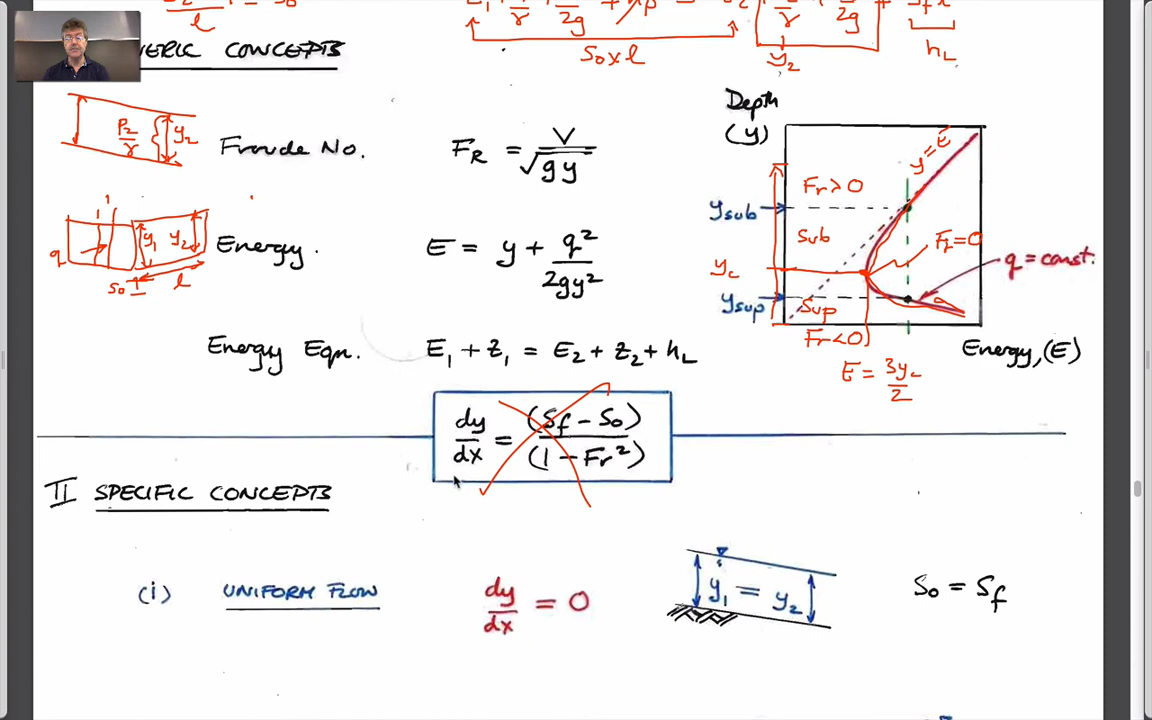 l
S₀ x l
y₂
h_L
ERIC CONCEPTS
P₂/γ
y₂
Froude No.
F_R = V/√gy
Depth
(y)
y = E
Fr > 0
y_sub
Sub
Fr = 0
q = const.
y_c
y_sup
Sup
Fr < 0
E = 3y_c/2
Energy, (E)
q
y₁
y₂
S₀
l
1
Energy.
E = y + q²/2gy²
Energy Eqn.
E₁ + z₁ = E₂ + z₂ + h_L
dy/dx = (S_f - S₀)/(1 - Fr²)
II SPECIFIC CONCEPTS
(i) UNIFORM FLOW
dy/dx = 0
y₁ = y₂
S₀ = S_f